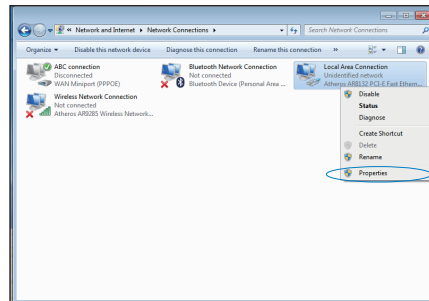 « Network and Internet ▸ Network Connections ▸
Search Network Connections
Organize ▾ Disable this network device Diagnose this connection Rename this connection »
ABC connection
Disconnected
WAN Miniport (PPPOE)
Bluetooth Network Connection
Not connected
Bluetooth Device (Personal Area ...
Local Area Connection
Unidentified network
Atheros AR8132 PCI-E Fast Ethern...
Wireless Network Connection
Not connected
Atheros AR9285 Wireless Network...
Disable
Status
Diagnose
Create Shortcut
Delete
Rename
Properties